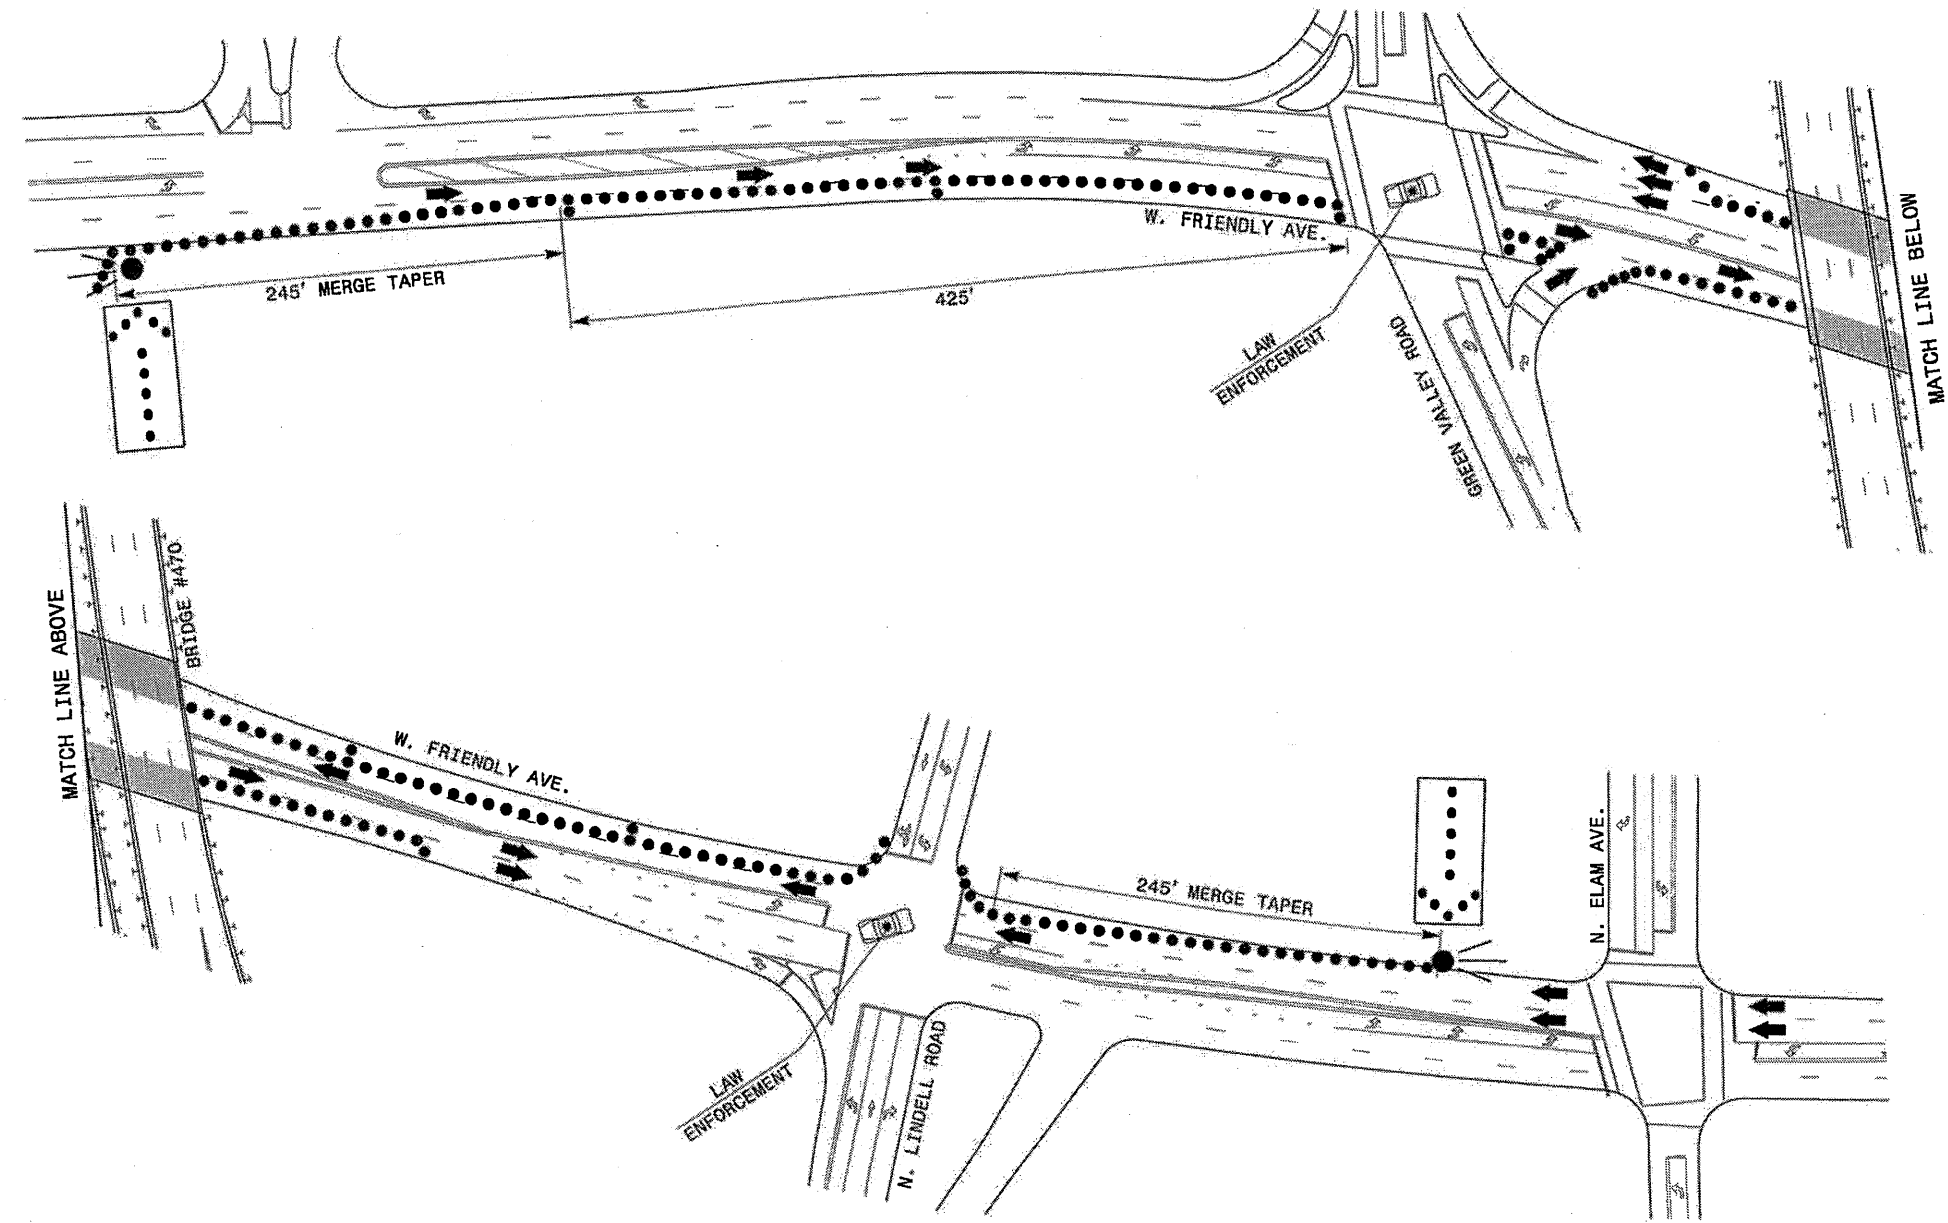 W. FRIENDLY AVE.
245' MERGE TAPER
425'
LAW
ENFORCEMENT
GREEN VALLEY ROAD
MATCH LINE BELOW
MATCH LINE ABOVE
BRIDGE #470
W. FRIENDLY AVE.
245' MERGE TAPER
N. ELAM AVE.
LAW
ENFORCEMENT
N. LINDELL ROAD